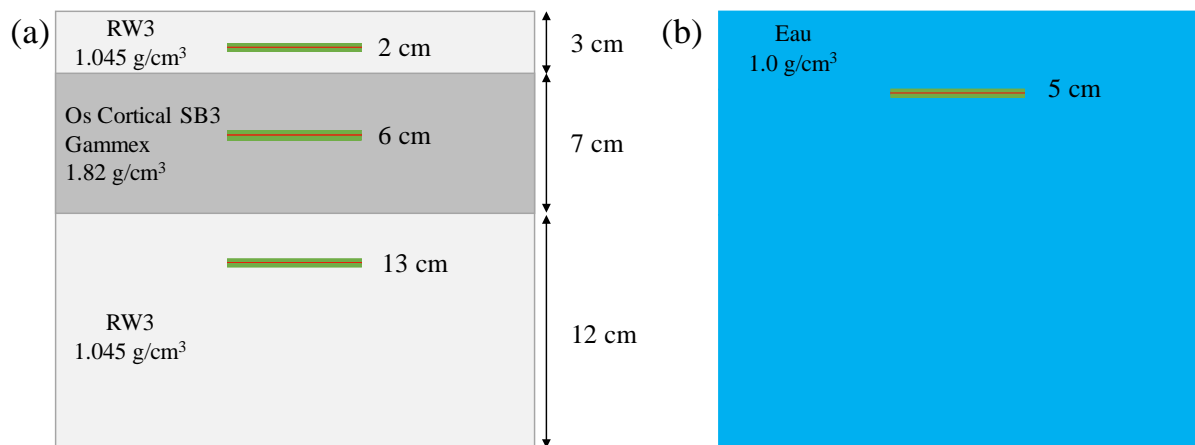 (a)
RW3
1.045 g/cm³
2 cm
3 cm
Os Cortical SB3
Gammex
1.82 g/cm³
6 cm
7 cm
13 cm
RW3
1.045 g/cm³
12 cm
(b)
Eau
1.0 g/cm³
5 cm